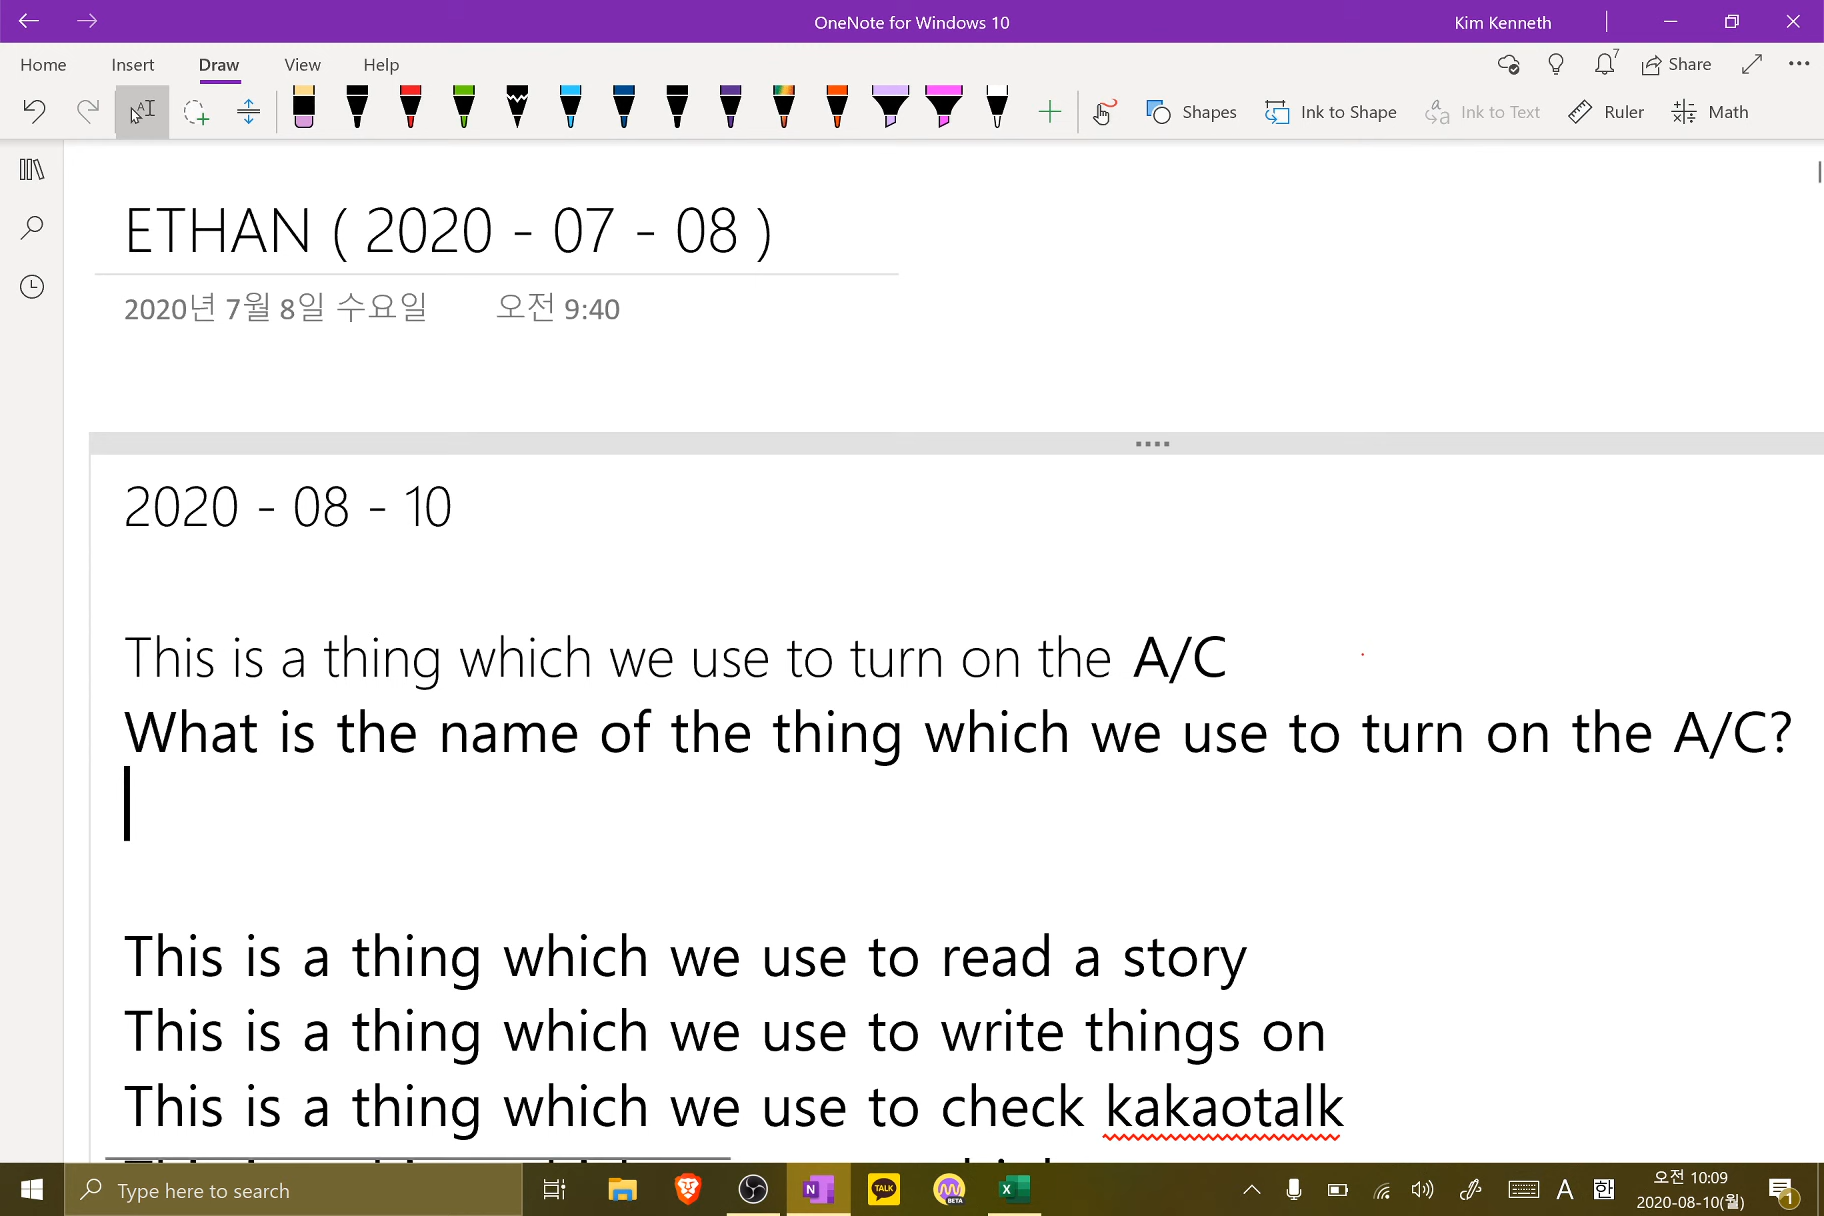 OneNote for Windows 10
Kim Kenneth
Home Insert Draw View Help
7
Share
Shapes Ink to Shape Ink to Text Ruler Math
ETHAN ( 2020 - 07 - 08 )
2020년 7월 8일 수요일 오전 9:40
2020 - 08 - 10
This is a thing which we use to turn on the A/C
What is the name of the thing which we use to turn on the A/C?
This is a thing which we use to read a story
This is a thing which we use to write things on
This is a thing which we use to check kakaotalk
Type here to search
N
TALK
BETA
X
A 한
오전 10:09
2020-08-10(월)
1